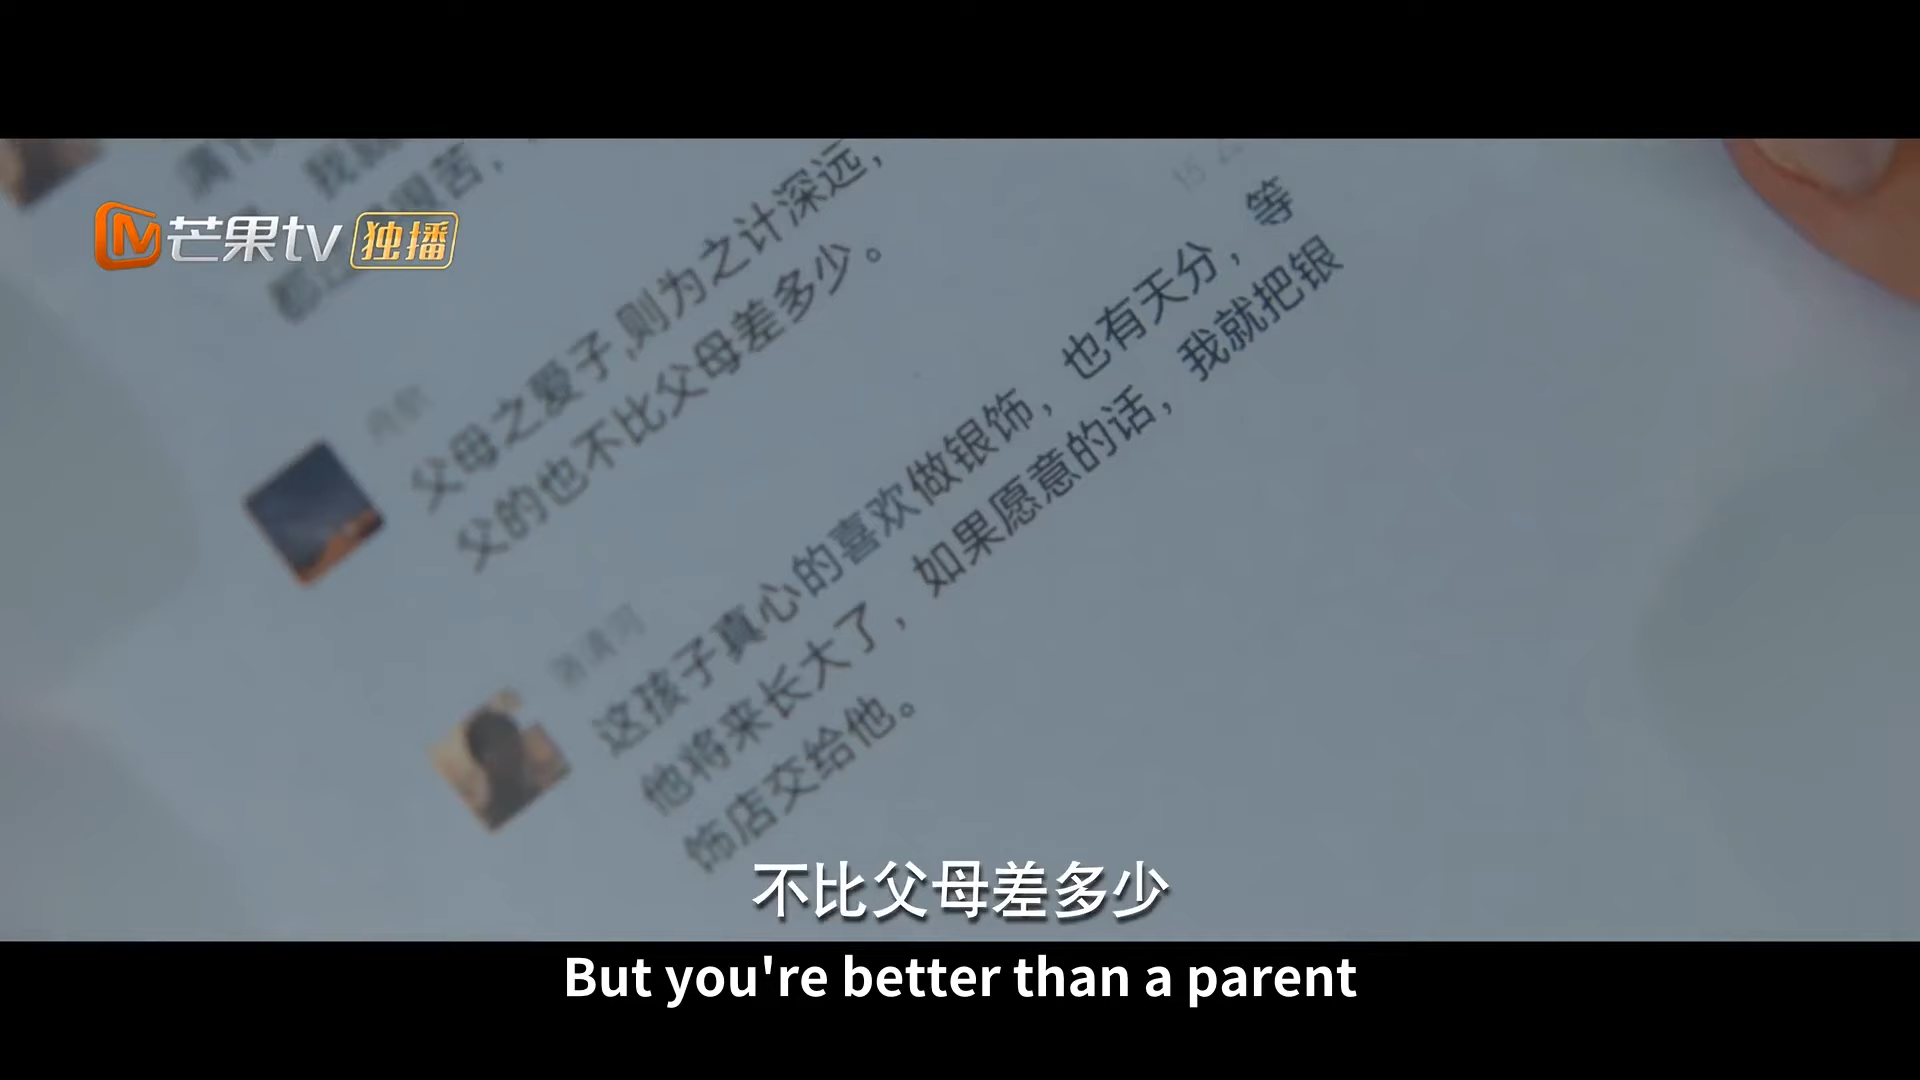 芒果tv 独播
父母之爱子,则为之计深远,
父的也不比父母差多少。
这孩子真心的喜欢做银饰，也有天分，等
他将来长大了，如果愿意的话，我就把银
饰店交给他。
不比父母差多少
But you're better than a parent